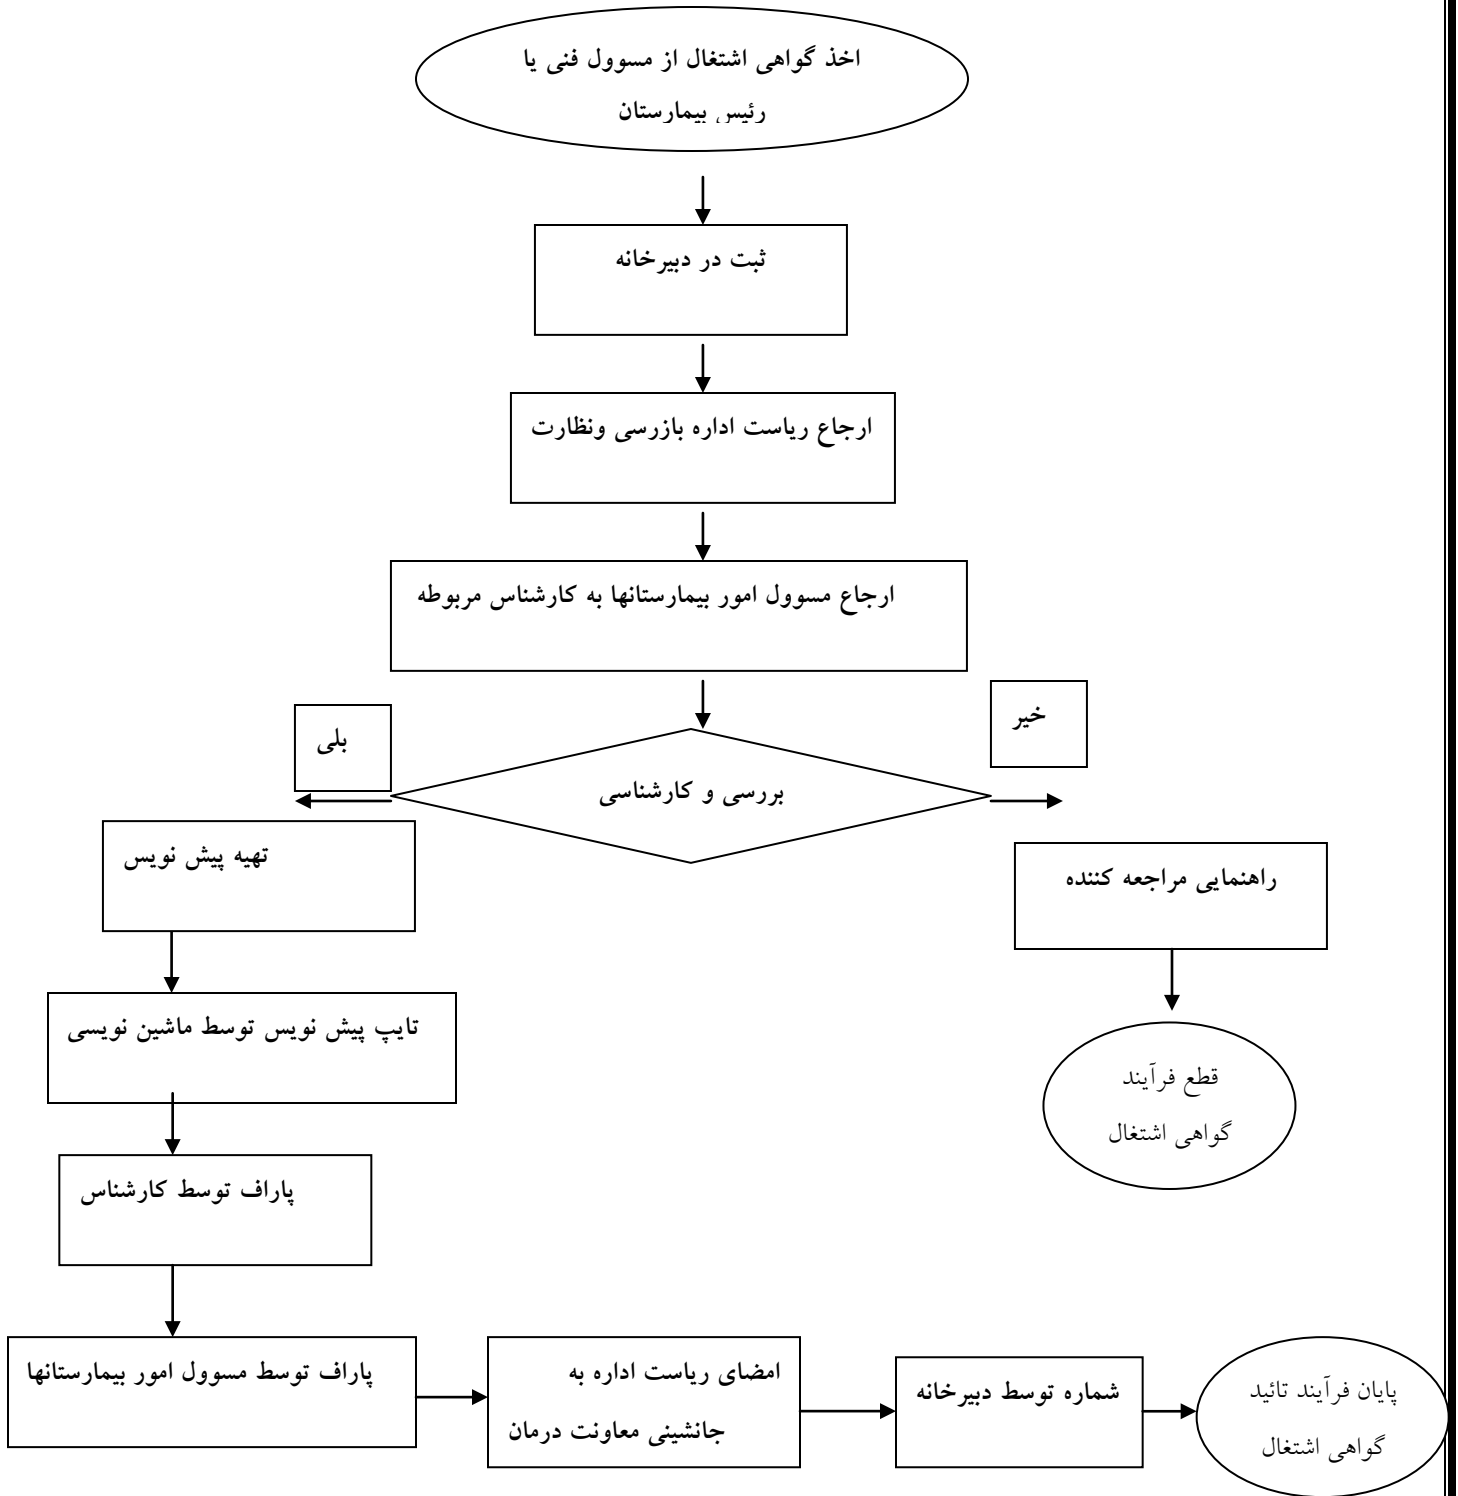 اخذ گواهی اشتغال از مسوول فنی یا
رئیس بیمارستان
ثبت در دبیرخانه
ارجاع ریاست اداره بازرسی ونظارت
ارجاع مسوول امور بیمارستانها به کارشناس مربوطه
خیر
بلی
بررسی و کارشناسی
تهیه پیش نویس
راهنمایی مراجعه کننده
تایپ پیش نویس توسط ماشین نویسی
قطع فرآیند
گواهی اشتغال
پاراف توسط کارشناس
پاراف توسط مسوول امور بیمارستانها
امضای ریاست اداره به
جانشینی معاونت درمان
شماره توسط دبیرخانه
پایان فرآیند تائید
گواهی اشتغال